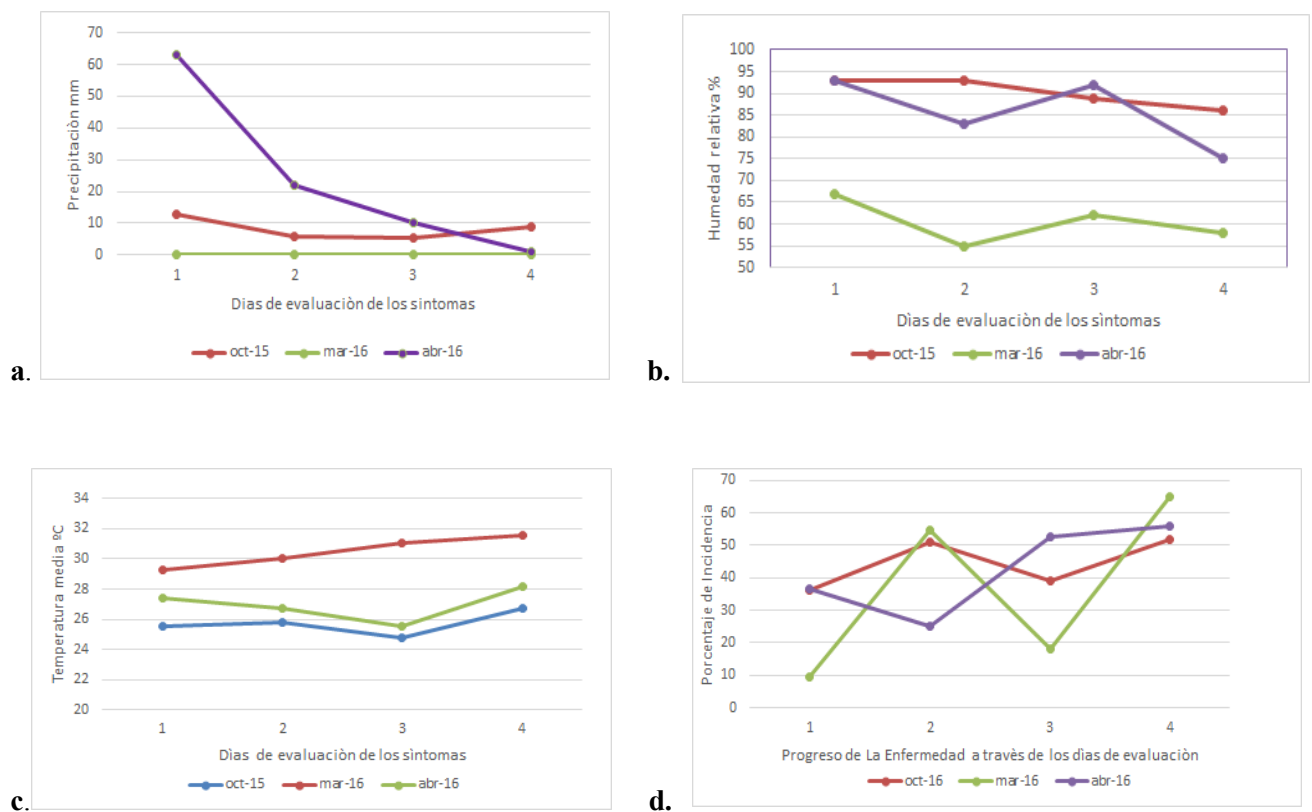 70
60
50
40
30
20
10
0
Precipitaciòn mm
1 2 3 4
Dias de evaluaciòn de los sintomas
oct-15 mar-16 abr-16
a.
100
95
90
85
80
75
70
65
60
55
50
Humedad relativa %
1 2 3 4
Dìas de evaluaciòn de los sìntomas
oct-15 mar-16 abr-16
b.
34
32
30
28
26
24
22
20
Temperatura media ºC
1 2 3 4
Dìas de evaluaciòn de los sìntomas
oct-15 mar-16 abr-16
c.
70
60
50
40
30
20
10
0
Porcentaje de Incidencia
1 2 3 4
Progreso de La Enfermedad a travès de los dìas de evaluaciòn
oct-16 mar-16 abr-16
d.